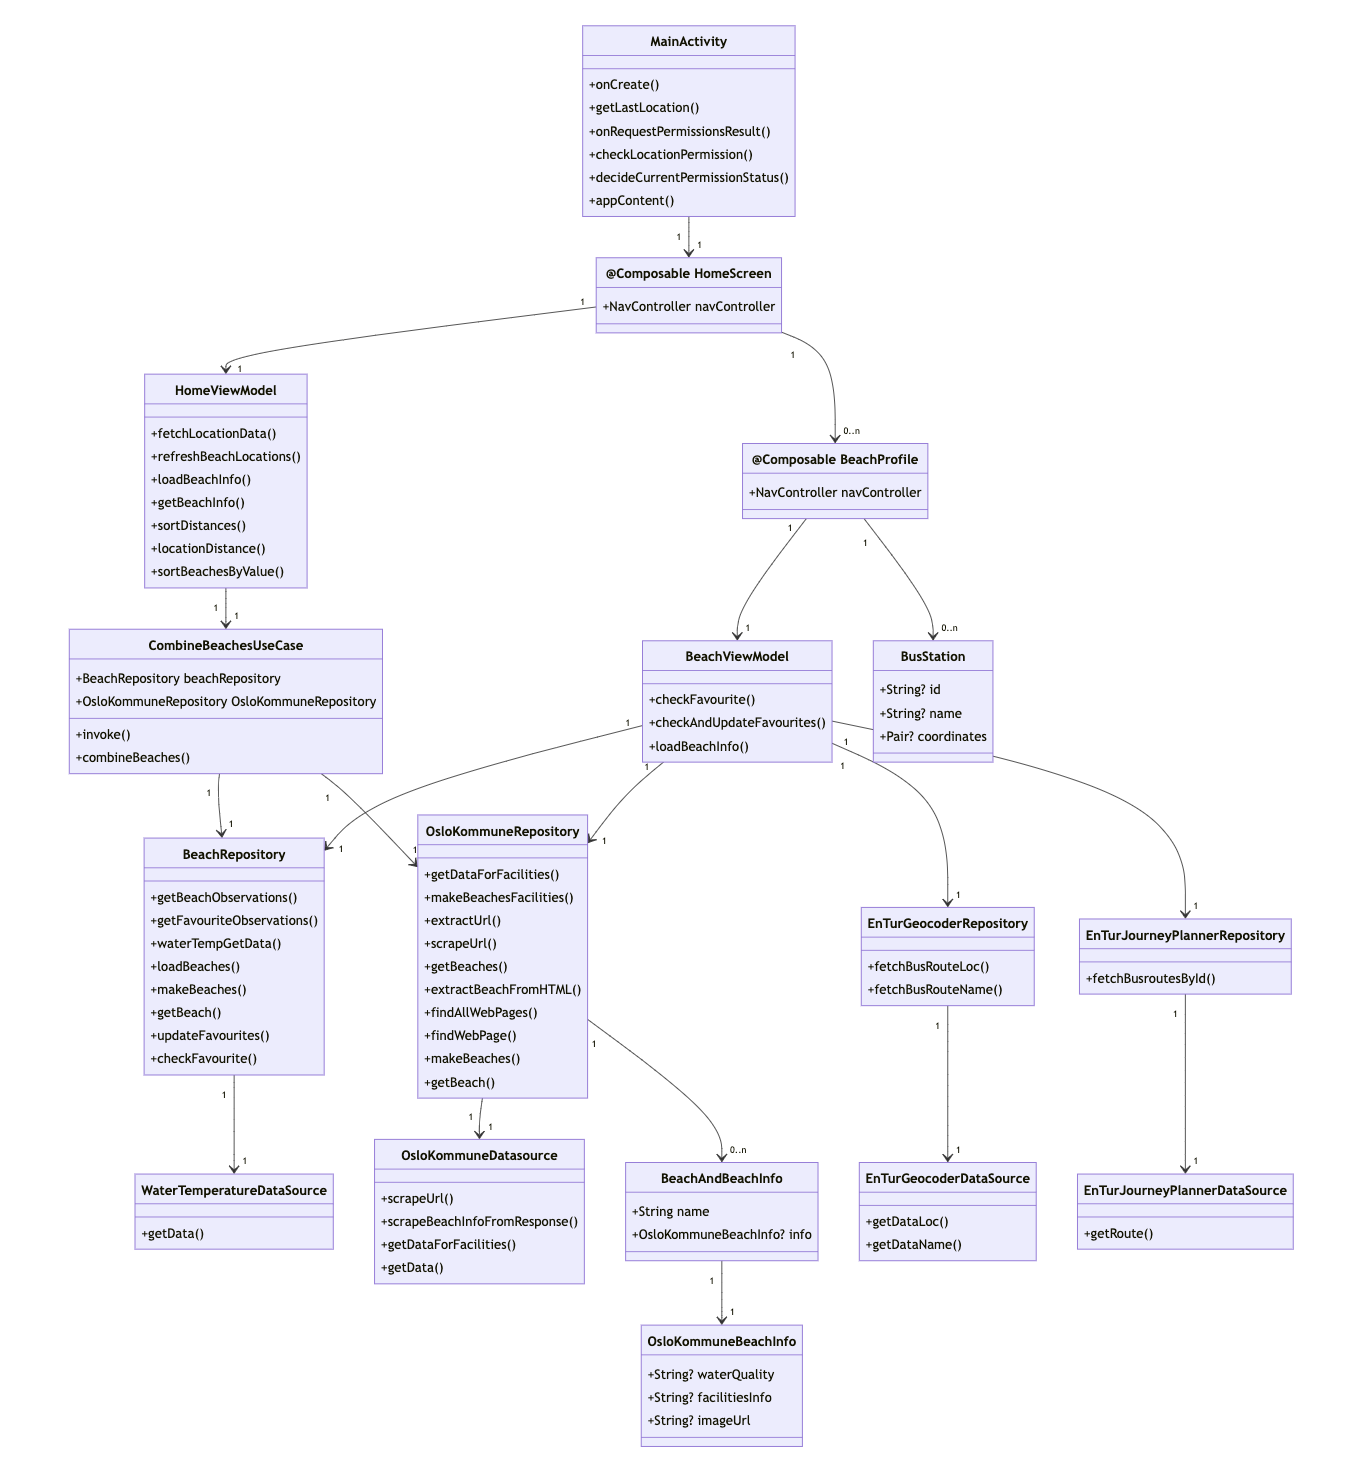 MainActivity
+onCreate()
+getLastLocation()
+onRequestPermissionsResult()
+checkLocationPermission()
+decideCurrentPermissionStatus()
+appContent()
1
1
@Composable HomeScreen
+NavController navController
1
1
1
0..n
HomeViewModel
+fetchLocationData()
+refreshBeachLocations()
+loadBeachInfo()
+getBeachInfo()
+sortDistances()
+locationDistance()
+sortBeachesByValue()
@Composable BeachProfile
+NavController navController
1
1
1
1
1
0..n
CombineBeachesUseCase
+BeachRepository beachRepository
+OsloKommuneRepository OsloKommuneRepository
+invoke()
+combineBeaches()
BeachViewModel
+checkFavourite()
+checkAndUpdateFavourites()
+loadBeachInfo()
BusStation
+String? id
+String? name
+Pair? coordinates
1
1
1
1
1
1
1
1
1
1
1
1
BeachRepository
+getBeachObservations()
+getFavouriteObservations()
+waterTempGetData()
+loadBeaches()
+makeBeaches()
+getBeach()
+updateFavourites()
+checkFavourite()
OsloKommuneRepository
+getDataForFacilities()
+makeBeachesFacilities()
+extractUrl()
+scrapeUrl()
+getBeaches()
+extractBeachFromHTML()
+findAllWebPages()
+findWebPage()
+makeBeaches()
+getBeach()
EnTurGeocoderRepository
+fetchBusRouteLoc()
+fetchBusRouteName()
EnTurJourneyPlannerRepository
+fetchBusroutesById()
1
1
1
1
1
0..n
1
1
1
1
WaterTemperatureDataSource
+getData()
OsloKommuneDatasource
+scrapeUrl()
+scrapeBeachInfoFromResponse()
+getDataForFacilities()
+getData()
BeachAndBeachInfo
+String name
+OsloKommuneBeachInfo? info
EnTurGeocoderDataSource
+getDataLoc()
+getDataName()
EnTurJourneyPlannerDataSource
+getRoute()
1
1
OsloKommuneBeachInfo
+String? waterQuality
+String? facilitiesInfo
+String? imageUrl